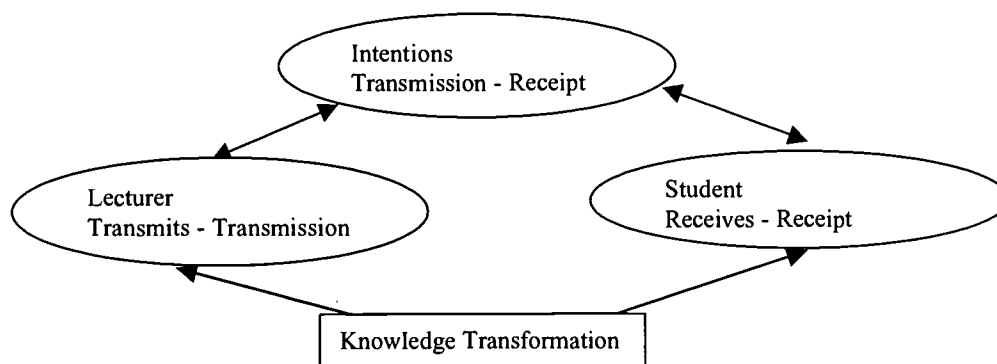 Intentions
Transmission - Receipt
Lecturer
Transmits - Transmission
Student
Receives - Receipt
Knowledge Transformation